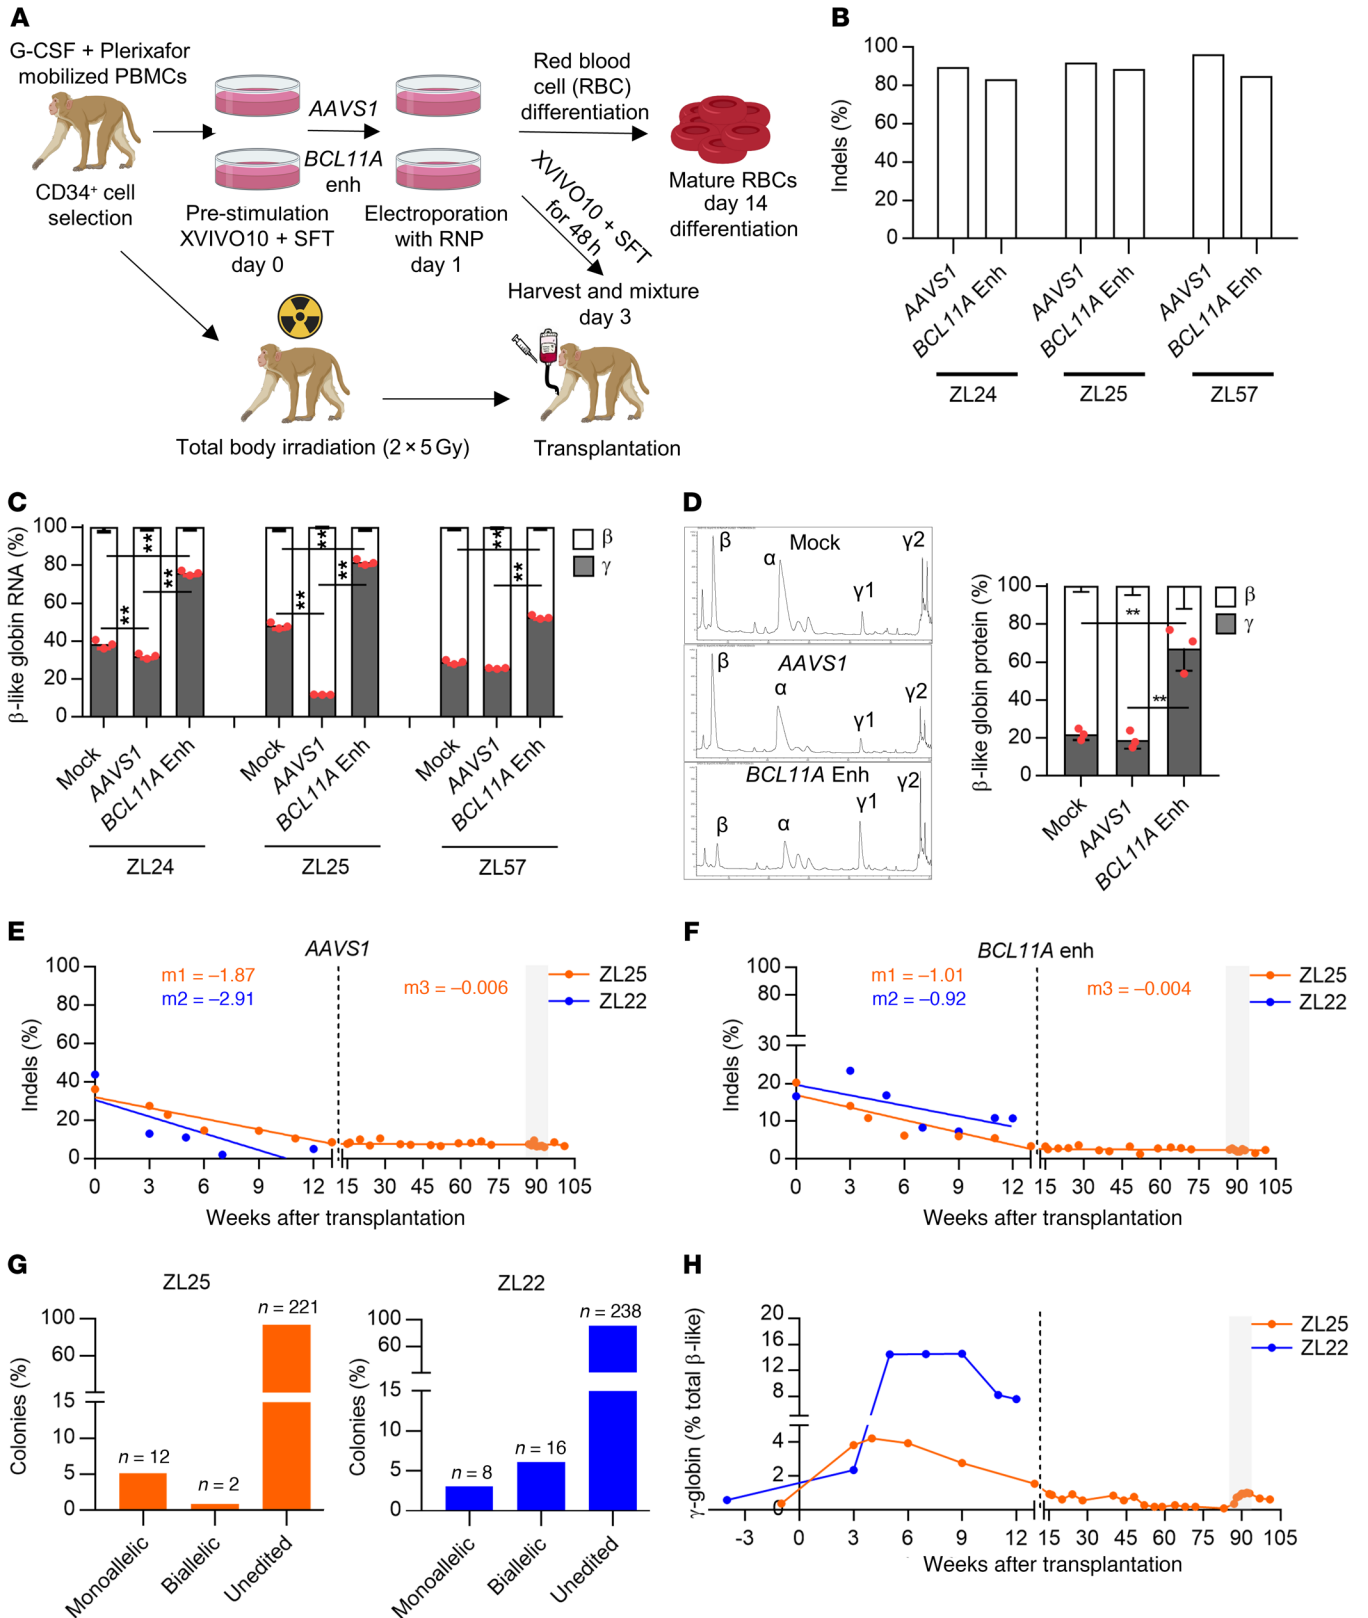 A
G-CSF + Plerixafor
mobilized PBMCs
CD34+ cell
selection
AAVS1
BCL11A
enh
Pre-stimulation
XVIVO10 + SFT
day 0
Electroporation
with RNP
day 1
Red blood
cell (RBC)
differentiation
Mature RBCs
day 14
differentiation
XVIVO10 + SFT
for 48 h
Harvest and mixture
day 3
Total body irradiation (2 × 5 Gy)
Transplantation
B
Indels (%)
100
80
60
40
20
0
AAVS1
BCL11A Enh
AAVS1
BCL11A Enh
AAVS1
BCL11A Enh
ZL24
ZL25
ZL57
C
β-like globin RNA (%)
100
80
60
40
20
0
**
**
**
**
**
**
**
**
β
γ
Mock
AAVS1
BCL11A Enh
Mock
AAVS1
BCL11A Enh
Mock
AAVS1
BCL11A Enh
ZL24
ZL25
ZL57
D
β
α
Mock
γ1
γ2
β
AAVS1
α
γ1
γ2
BCL11A Enh
β
α
γ1
γ2
β-like globin protein (%)
100
80
60
40
20
0
**
**
β
γ
Mock
AAVS1
BCL11A Enh
E
AAVS1
Indels (%)
100
80
60
40
20
0
m1 = –1.87
m2 = –2.91
m3 = –0.006
ZL25
ZL22
0 3 6 9 12 15 30 45 60 75 90 105
Weeks after transplantation
F
BCL11A enh
Indels (%)
100
80
30
20
10
0
m1 = –1.01
m2 = –0.92
m3 = –0.004
ZL25
ZL22
0 3 6 9 12 15 30 45 60 75 90 105
Weeks after transplantation
G
ZL25
Colonies (%)
100
60
15
10
5
0
n = 12
n = 2
n = 221
Monoallelic
Biallelic
Unedited
ZL22
Colonies (%)
100
60
15
10
5
0
n = 8
n = 16
n = 238
Monoallelic
Biallelic
Unedited
H
γ-globin (% total β-like)
20
16
12
8
4
2
0
ZL25
ZL22
-3 0 3 6 9 12 15 30 45 60 75 90 105
Weeks after transplantation